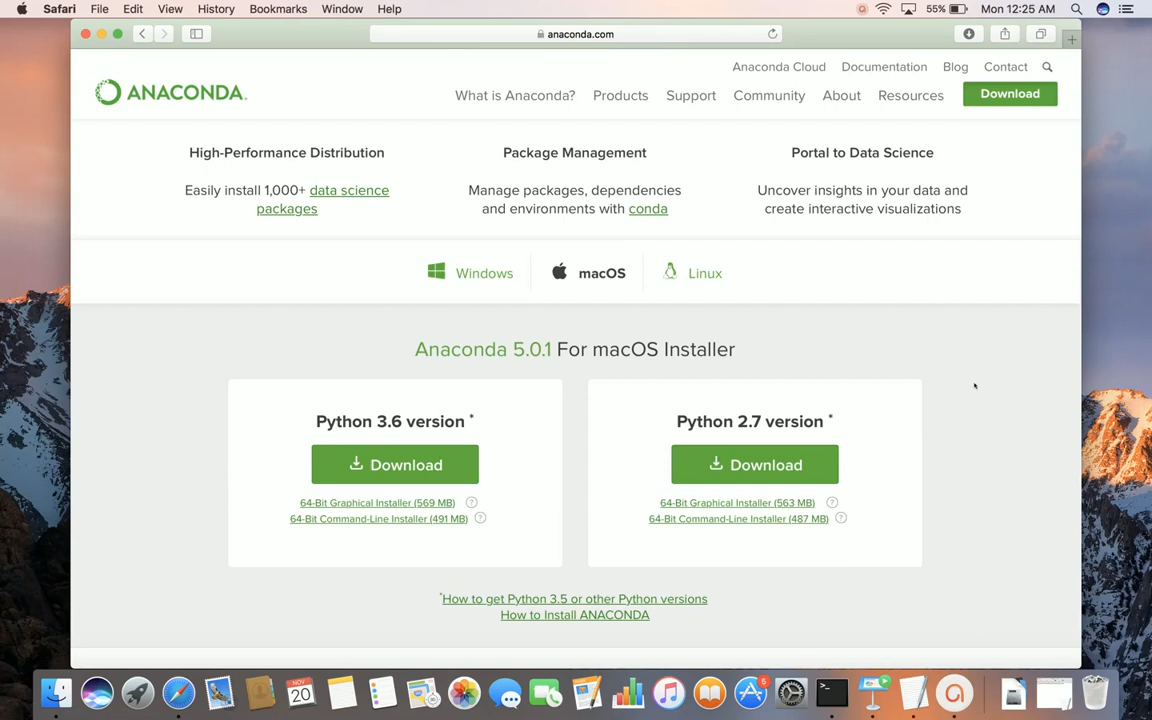 Safari File Edit View History Bookmarks Window Help 55% Mon 12:25 AM
anaconda.com
Anaconda Cloud Documentation Blog Contact
ANACONDA.
What is Anaconda? Products Support Community About Resources Download
High-Performance Distribution
Easily install 1,000+ data science
packages
Package Management
Manage packages, dependencies
and environments with conda
Portal to Data Science
Uncover insights in your data and
create interactive visualizations
Windows macOS Linux
Anaconda 5.0.1 For macOS Installer
Python 3.6 version *
Download
64-Bit Graphical Installer (569 MB) ?
64-Bit Command-Line Installer (491 MB) ?
Python 2.7 version *
Download
64-Bit Graphical Installer (563 MB) ?
64-Bit Command-Line Installer (487 MB) ?
*How to get Python 3.5 or other Python versions
How to Install ANACONDA
NOV
20
6